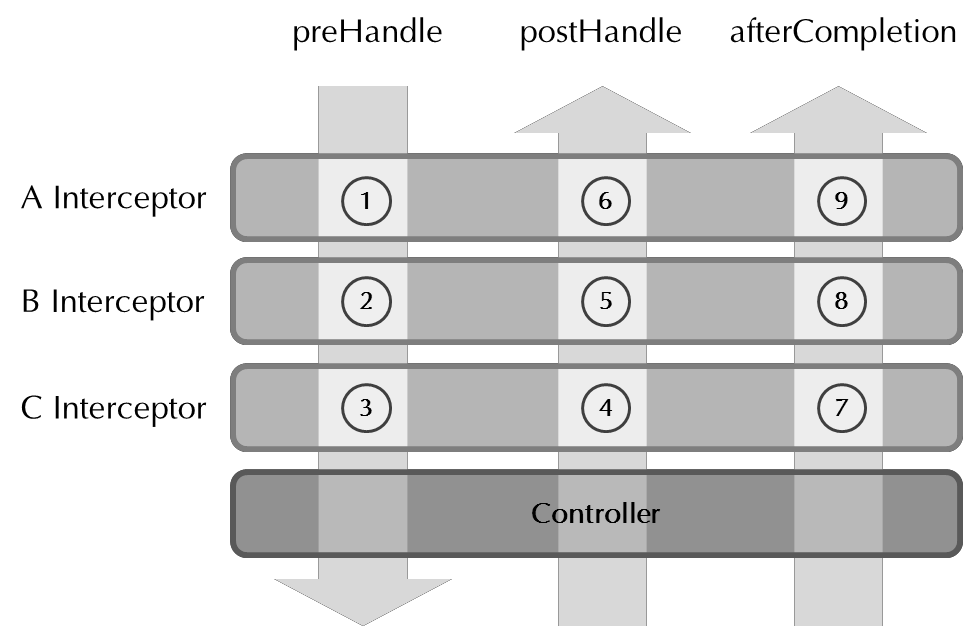 preHandle postHandle afterCompletion
A Interceptor 1 6 9
B Interceptor 2 5 8
C Interceptor 3 4 7
Controller